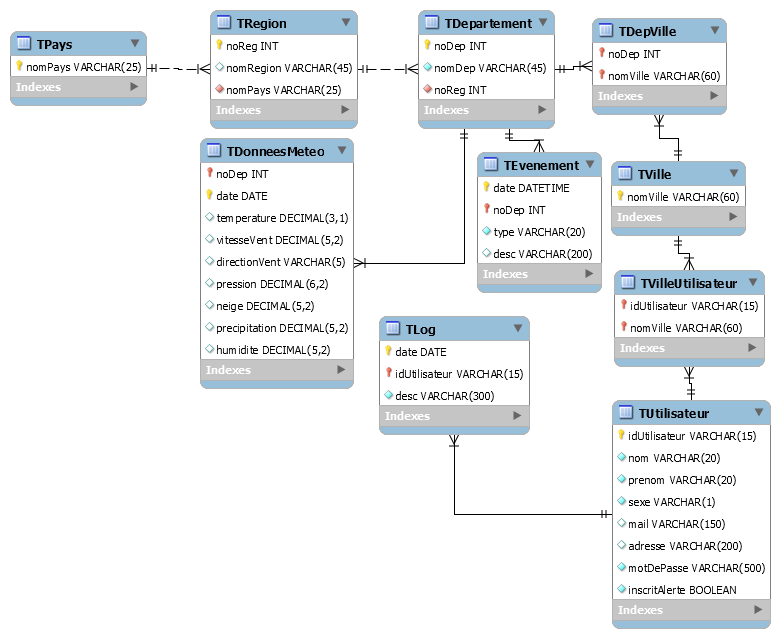 TPays
nomPays VARCHAR(25)
Indexes
TRegion
noReg INT
nomRegion VARCHAR(45)
nomPays VARCHAR(25)
Indexes
TDepartement
noDep INT
nomDep VARCHAR(45)
noReg INT
Indexes
TDepVille
noDep INT
nomVille VARCHAR(60)
Indexes
TDonneesMeteo
noDep INT
date DATE
temperature DECIMAL(3,1)
vitesseVent DECIMAL(5,2)
directionVent VARCHAR(5)
pression DECIMAL(6,2)
neige DECIMAL(5,2)
precipitation DECIMAL(5,2)
humidite DECIMAL(5,2)
Indexes
TEvenement
date DATETIME
noDep INT
type VARCHAR(20)
desc VARCHAR(200)
Indexes
TVille
nomVille VARCHAR(60)
Indexes
TVilleUtilisateur
idUtilisateur VARCHAR(15)
nomVille VARCHAR(60)
Indexes
TLog
date DATE
idUtilisateur VARCHAR(15)
desc VARCHAR(300)
Indexes
TUtilisateur
idUtilisateur VARCHAR(15)
nom VARCHAR(20)
prenom VARCHAR(20)
sexe VARCHAR(1)
mail VARCHAR(150)
adresse VARCHAR(200)
motDePasse VARCHAR(500)
inscritAlerte BOOLEAN
Indexes